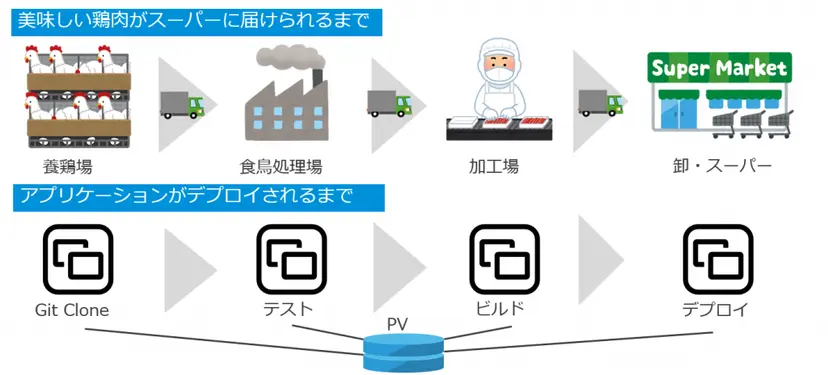 美味しい鶏肉がスーパーに届けられるまで
Super Market
養鶏場
食鳥処理場
加工場
卸・スーパー
アプリケーションがデプロイされるまで
Git Clone
テスト
ビルド
デプロイ
PV